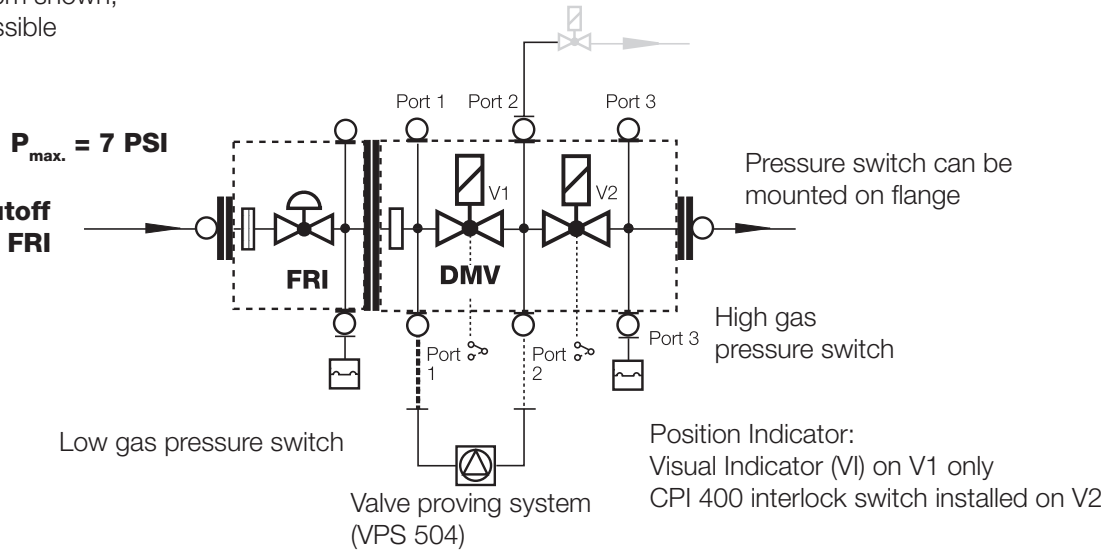 Port 1
Port 2
Port 3
P max. = 7 PSI
FRI
V1
V2
FRI
DMV
Pressure switch can be
mounted on flange
Port
1
Port
2
Port 3
High gas
pressure switch
Low gas pressure switch
Valve proving system
(VPS 504)
Position Indicator:
Visual Indicator (VI) on V1 only
CPI 400 interlock switch installed on V2